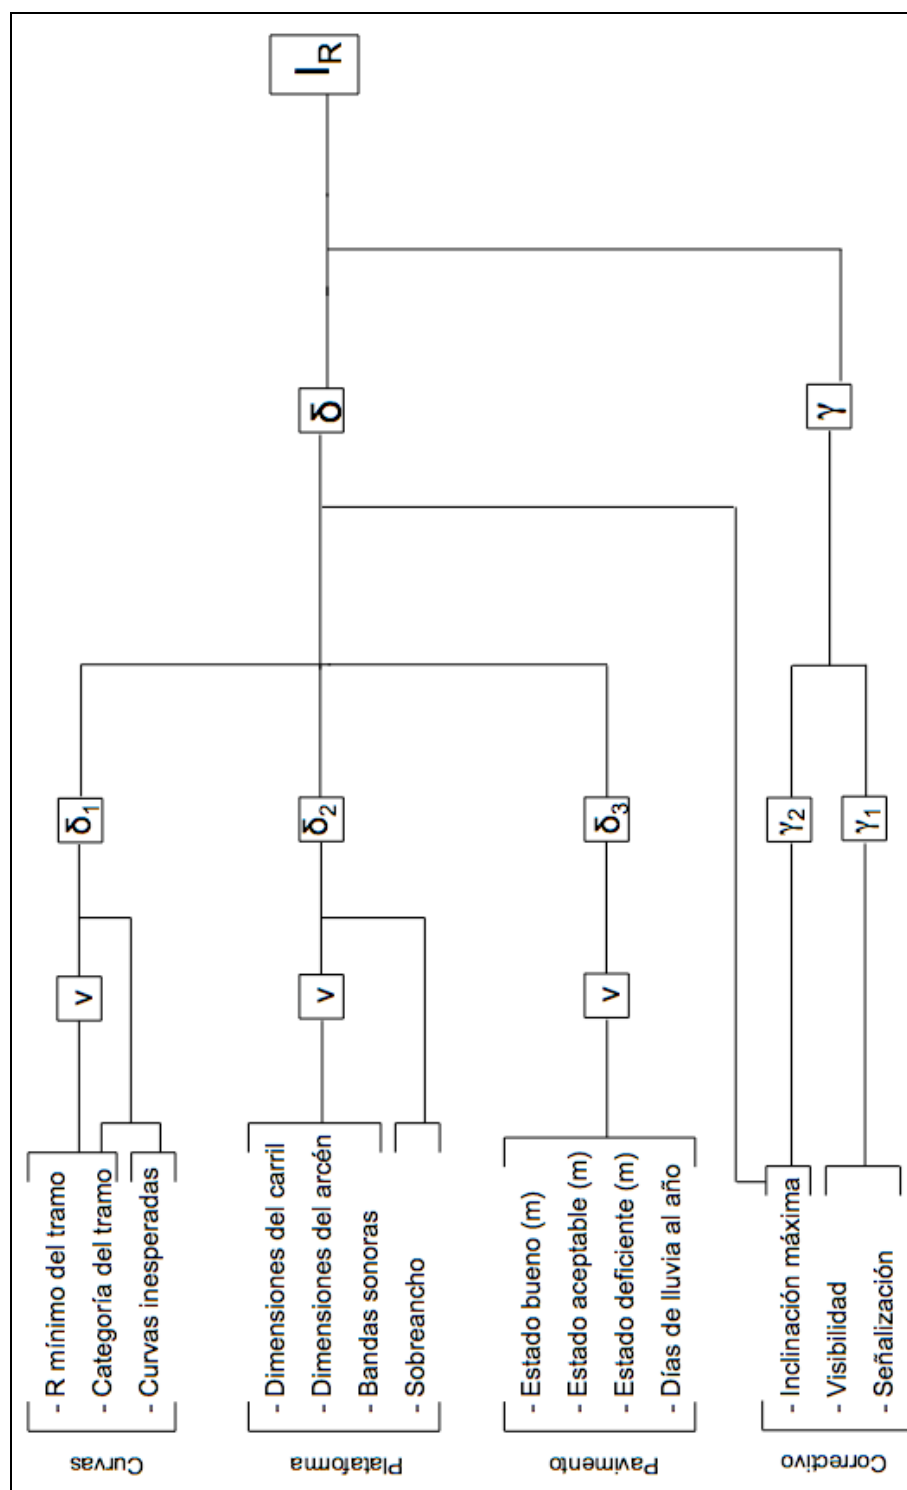 Curvas
- R mínimo del tramo
- Categoría del tramo
- Curvas inesperadas
v
δ1
Plataforma
- Dimensiones del carril
- Dimensiones del arcén
- Bandas sonoras
- Sobreancho
v
δ2
Pavimento
- Estado bueno (m)
- Estado aceptable (m)
- Estado deficiente (m)
- Días de lluvia al año
v
δ3
δ
Correctivo
- Inclinación máxima
- Visibilidad
- Señalización
γ2
γ1
γ
IR